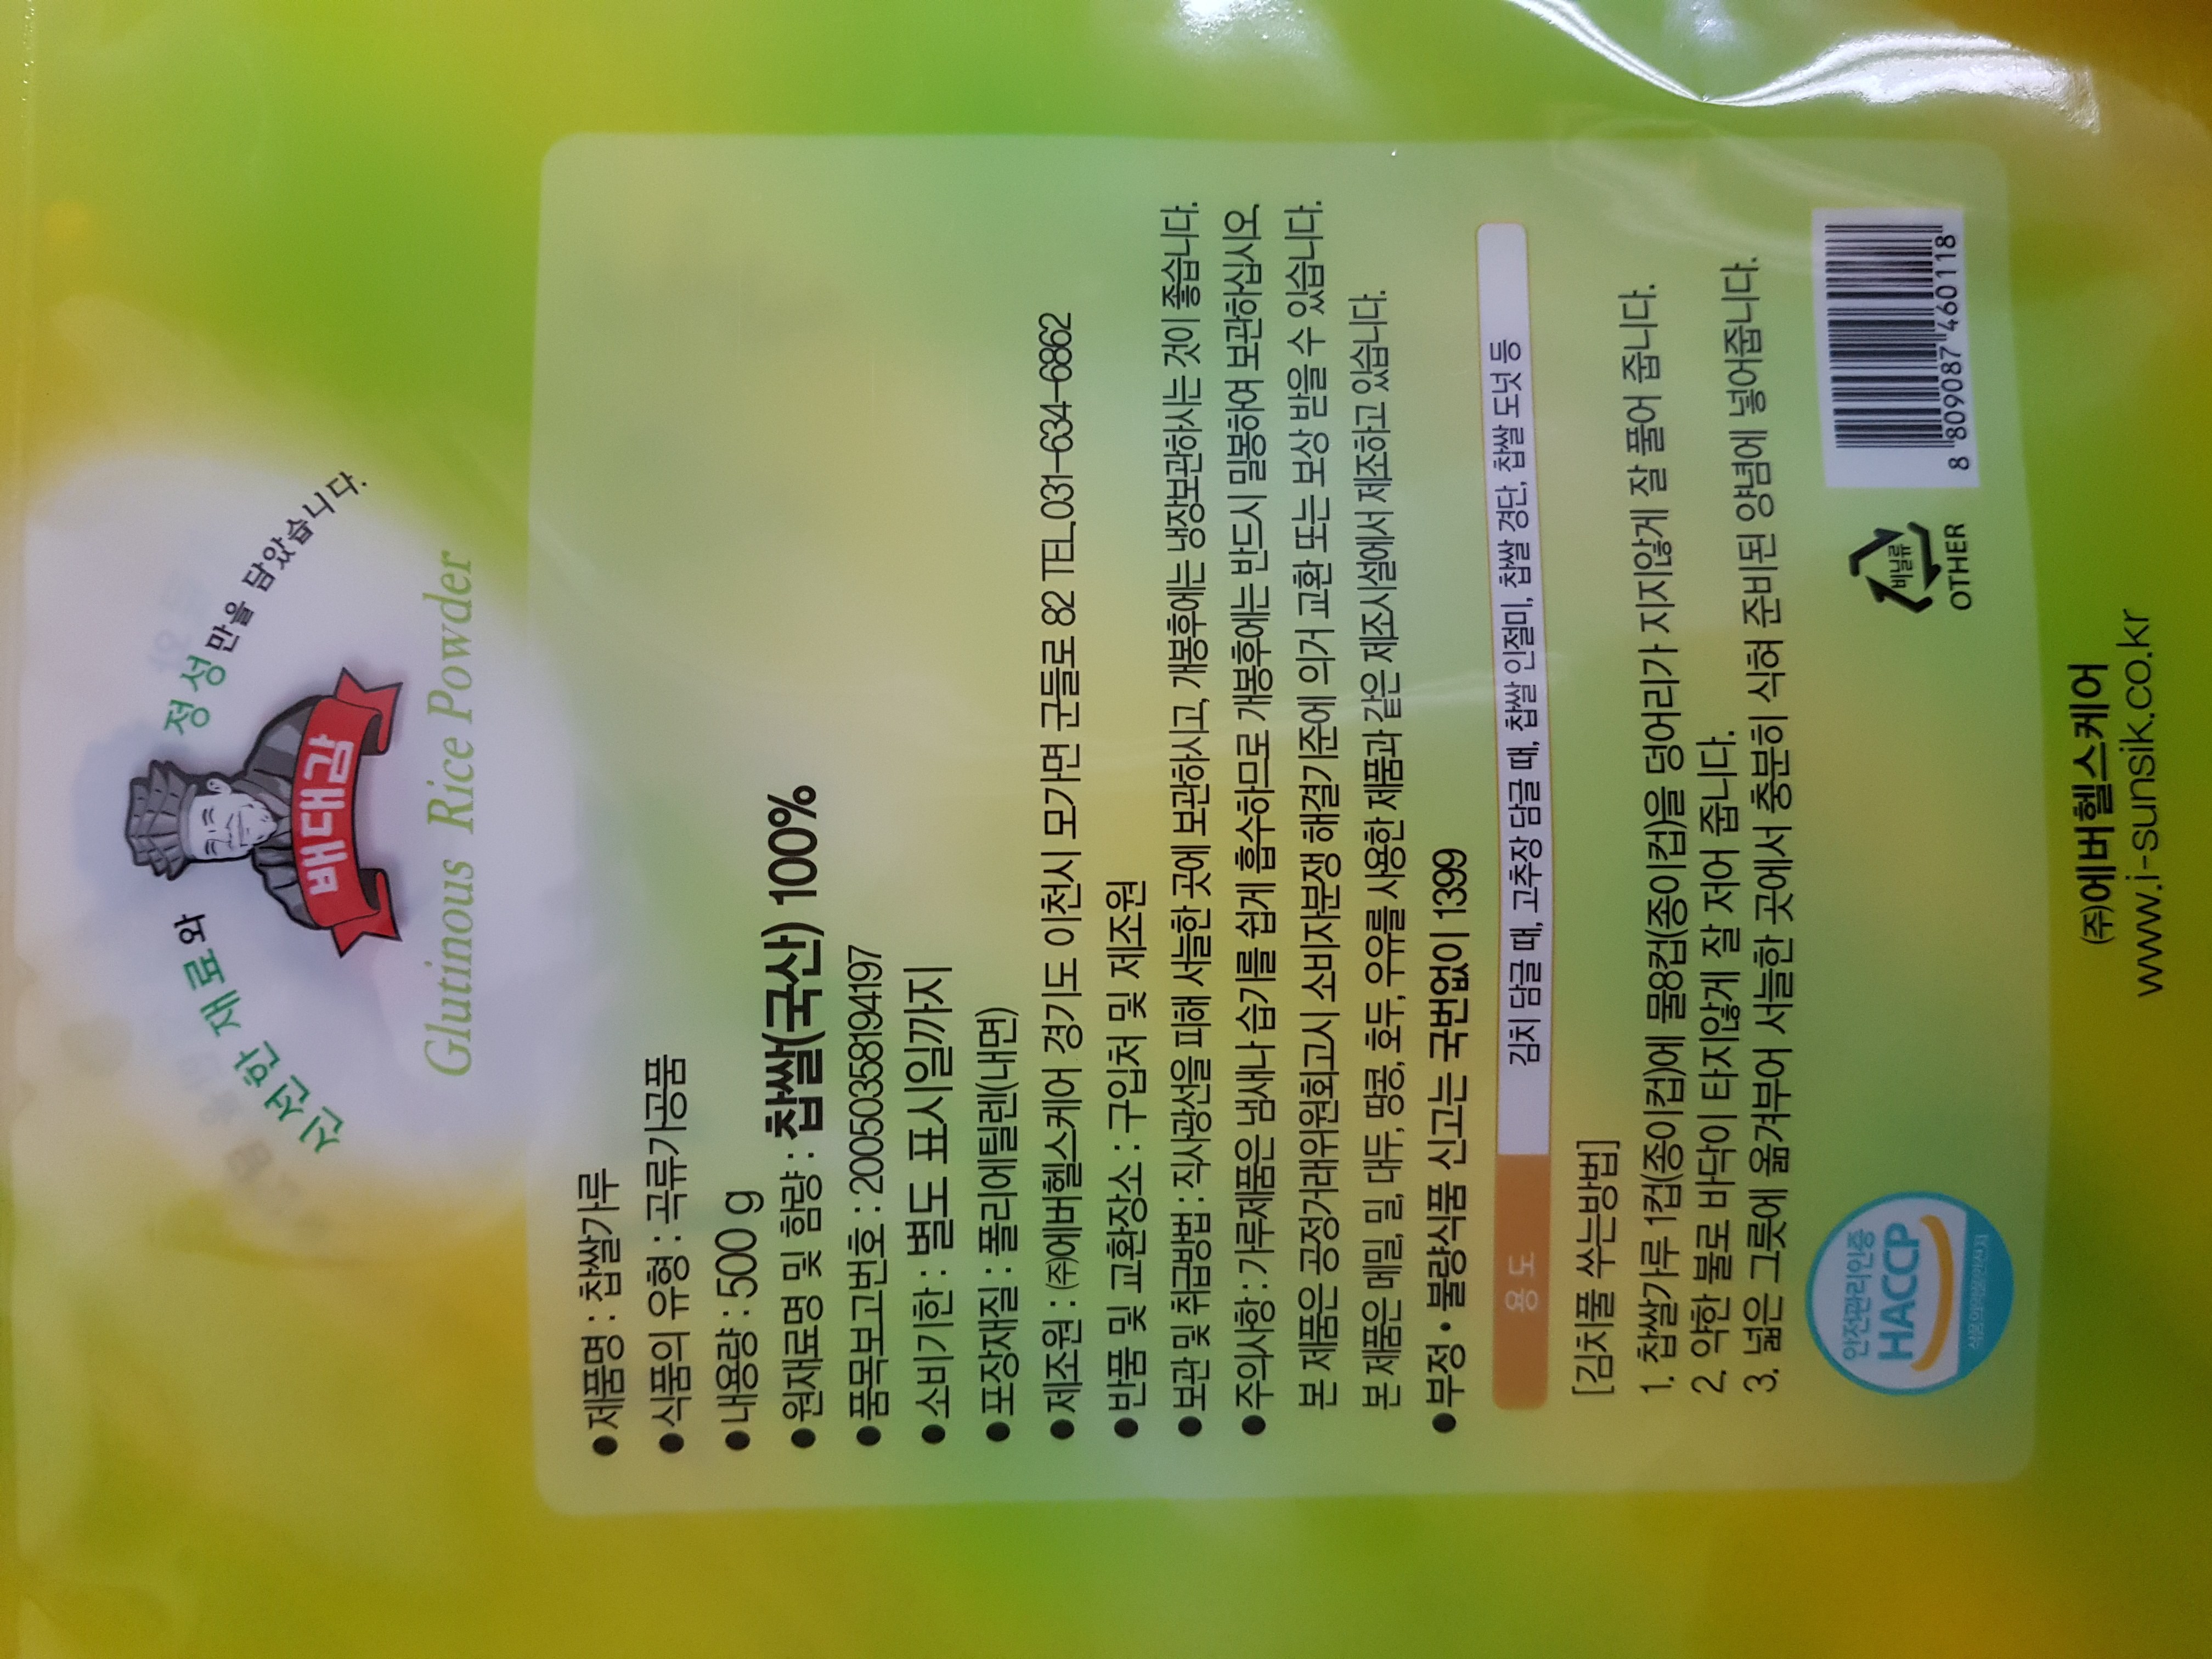 신선한 재료와 정성만을 담았습니다.
배대감
Glutinous Rice Powder
●제품명 : 찹쌀가루
●식품의 유형 : 곡류가공품
●내용량 : 500 g
●원재료명 및 함량 : 찹쌀(국산) 100%
●품목보고번호 : 20050358194197
●소비기한 : 별도 표시일까지
●포장재질 : 폴리에틸렌(내면)
●제조원 : (주)에버헬스케어 경기도 이천시 모가면 군들로 82 TEL.031-634-6862
●반품 및 교환장소 : 구입처 및 제조원
●보관 및 취급방법 : 직사광선을 피해 서늘한 곳에 보관하시고, 개봉후에는 냉장보관하시는 것이 좋습니다.
●주의사항 : 가루제품은 냄새나 습기를 쉽게 흡수하므로 개봉후에는 반드시 밀봉하여 보관하십시오.
본 제품은 공정거래위원회고시 소비자분쟁 해결기준에 의거 교환 또는 보상 받을 수 있습니다.
본 제품은 메밀, 밀, 대두, 땅콩, 호두, 우유를 사용한 제품과 같은 제조시설에서 제조하고 있습니다.
●부정·불량식품 신고는 국번없이 1399
용도 김치 담글 때, 고추장 담글 때, 찹쌀 인절미, 찹쌀 경단, 찹쌀 도넛 등
[김치풀 쑤는방법]
1. 찹쌀가루 1컵(종이컵)에 물8컵(종이컵)을 덩어리가 지지않게 잘 풀어 줍니다.
2. 약한 불로 바닥이 타지않게 잘 저어 줍니다.
3. 넓은 그릇에 옮겨부어 서늘한 곳에서 충분히 식혀 준비된 양념에 넣어줍니다.
안전관리인증
HACCP
식품의약품안전처
비닐류
OTHER
8 809087 460118
(주)에버헬스케어
www.i-sunsik.co.kr